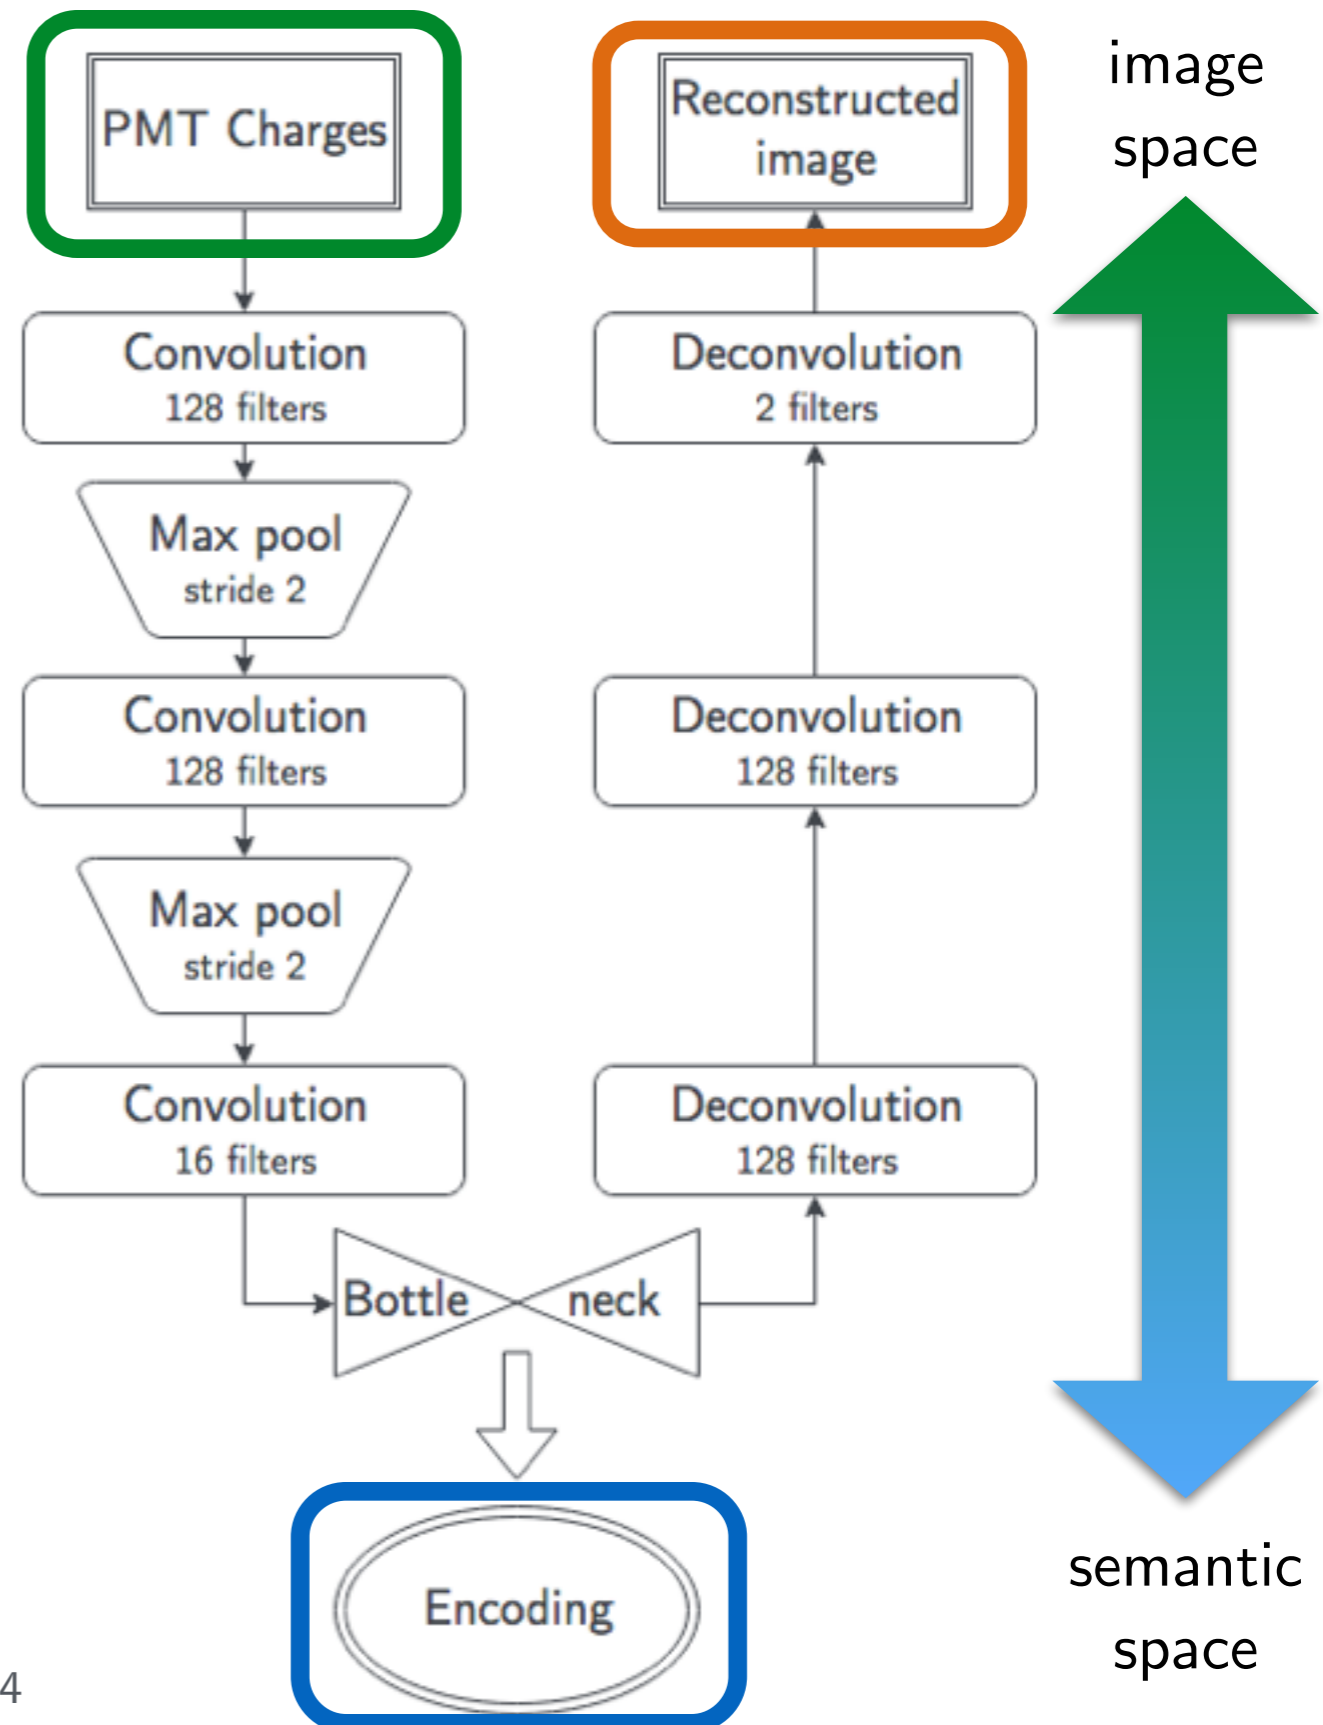 PMT Charges
Convolution
128 filters
Max pool
stride 2
Convolution
128 filters
Max pool
stride 2
Convolution
16 filters
Bottle neck
Encoding
Reconstructed
image
Deconvolution
2 filters
Deconvolution
128 filters
Deconvolution
128 filters
image
space
semantic
space
4